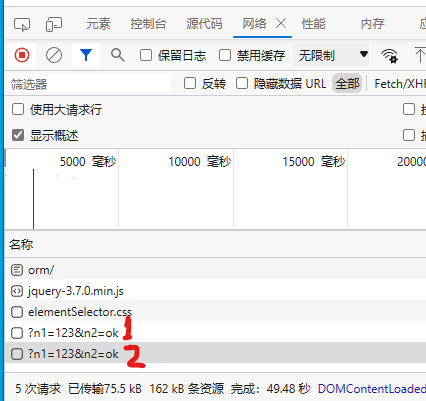 元素 控制台 源代码 网络 内存
保留日志 禁用缓存 无限制
筛选器 反转 隐藏数据 URL 全部 Fetch/XHR
使用大请求行
显示概述
5000 毫秒 10000 毫秒 15000 毫秒 20000
名称
orm/
jquery-3.7.0.min.js
elementSelector.css
?n1=123&n2=ok 1
?n1=123&n2=ok 2
5 次请求 已传输75.5 kB 162 kB 条资源 完成：49.48 秒 DOMContentLoaded